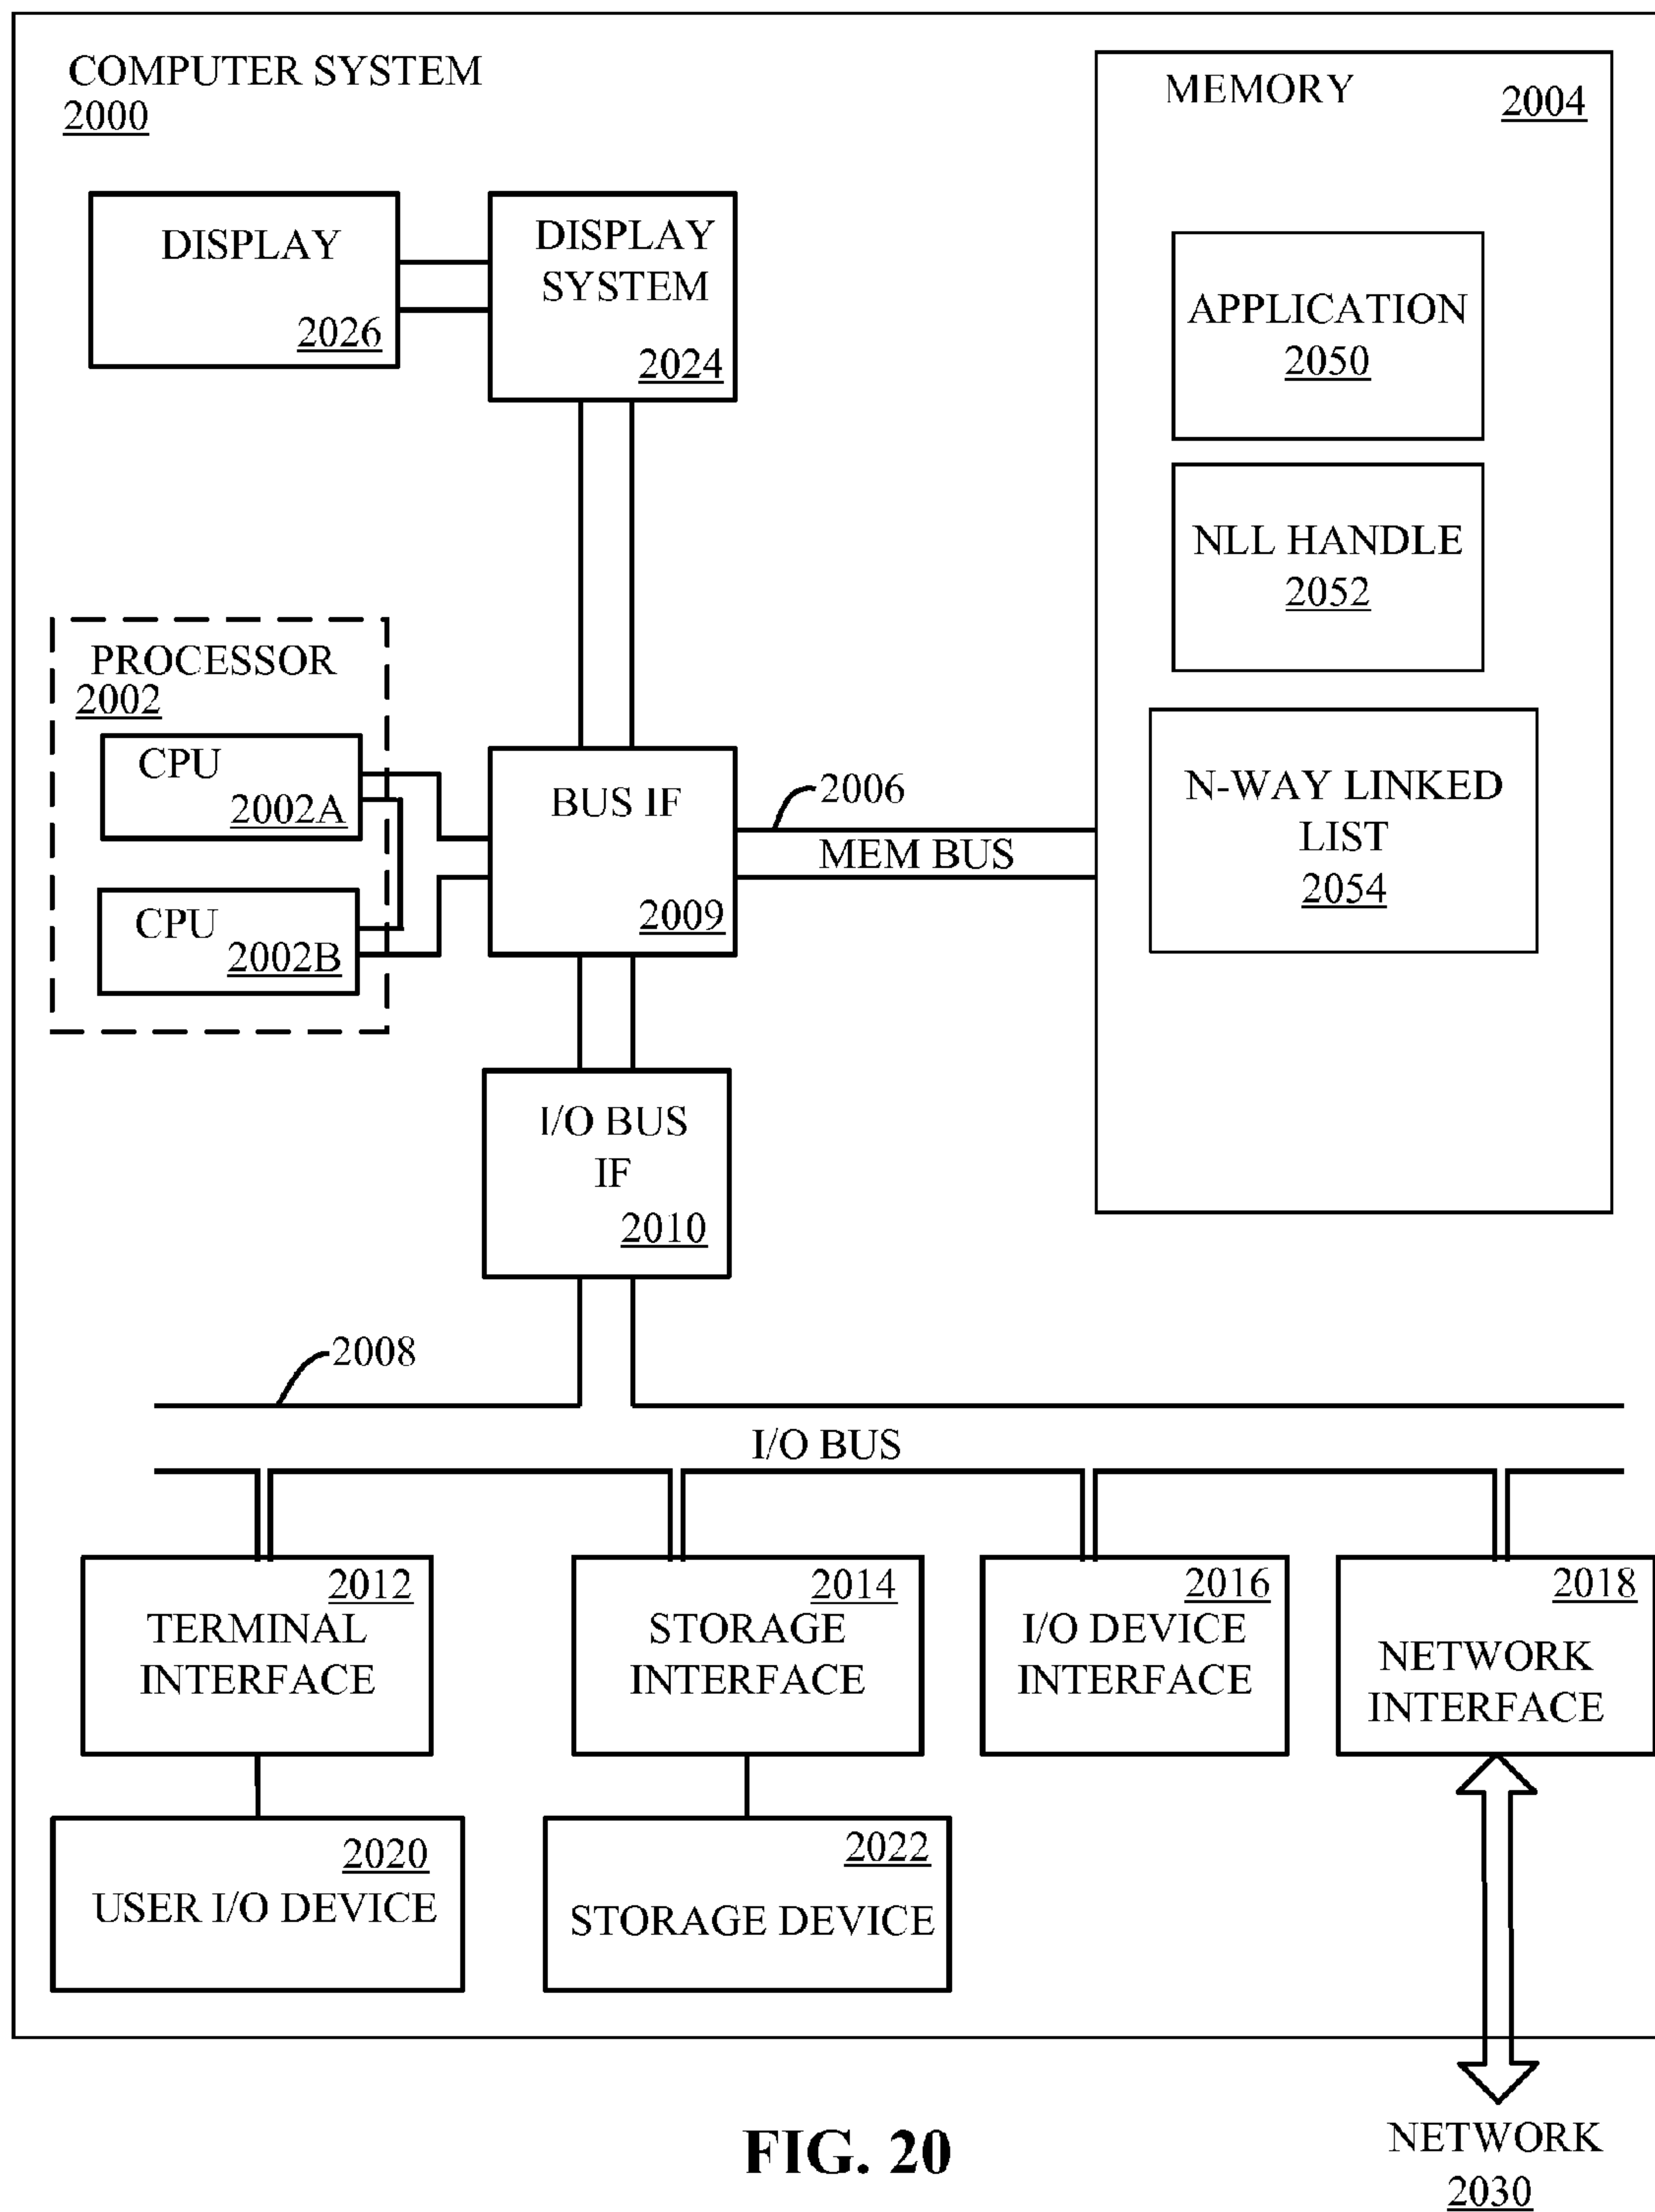 COMPUTER SYSTEM
2000
MEMORY
2004
DISPLAY
2026
DISPLAY
SYSTEM
2024
APPLICATION
2050
NLL HANDLE
2052
N-WAY LINKED
LIST
2054
PROCESSOR
2002
CPU
2002A
CPU
2002B
BUS IF
2009
2006
MEM BUS
I/O BUS
IF
2010
2008
I/O BUS
2012
TERMINAL
INTERFACE
2014
STORAGE
INTERFACE
2016
I/O DEVICE
INTERFACE
2018
NETWORK
INTERFACE
2020
USER I/O DEVICE
2022
STORAGE DEVICE
NETWORK
2030
FIG. 20